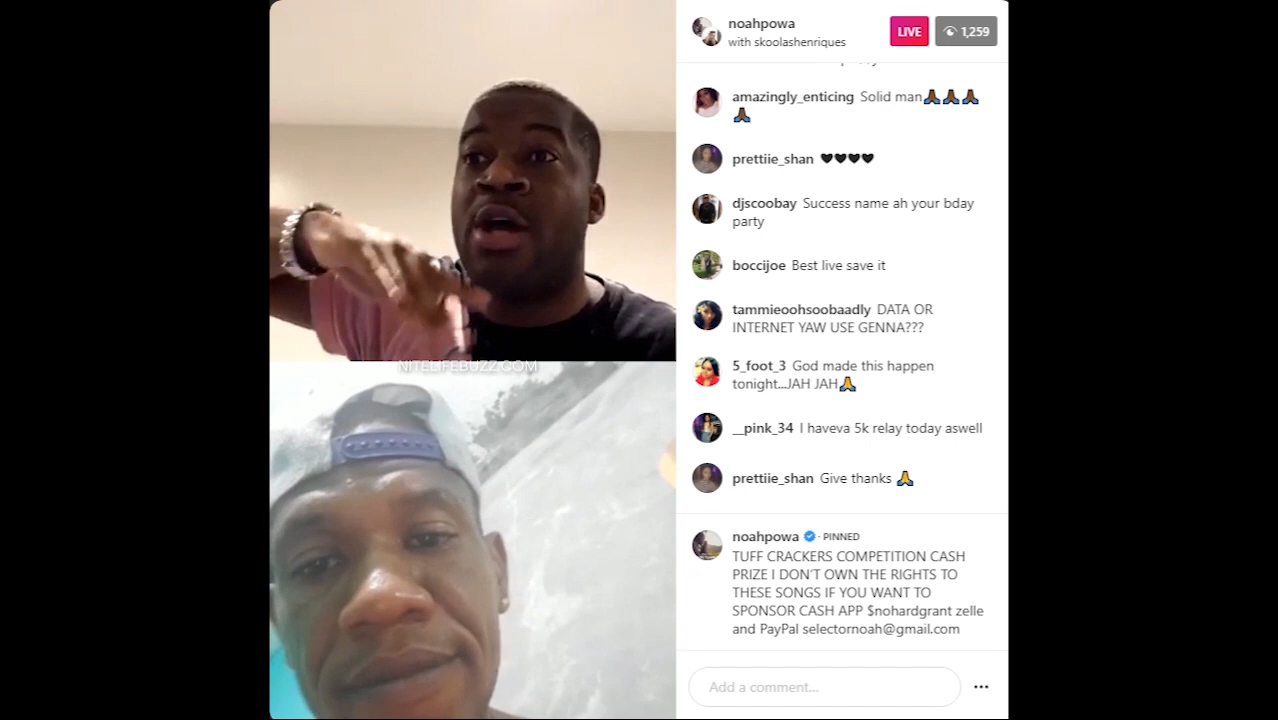 noahpowa
with skoolashenriques
LIVE
1,259
amazingly_enticing Solid man🙏🏾🙏🏾🙏🏾
🙏🏾
prettiie_shan 🖤🖤🖤🖤
djscoobay Success name ah your bday
party
boccijoe Best live save it
tammieoohsoobaadly DATA OR
INTERNET YAW USE GENNA???
5_foot_3 God made this happen
tonight...JAH JAH🙏
__pink_34 I haveva 5k relay today aswell
prettiie_shan Give thanks 🙏
noahpowa · PINNED
TUFF CRACKERS COMPETITION CASH
PRIZE I DON'T OWN THE RIGHTS TO
THESE SONGS IF YOU WANT TO
SPONSOR CASH APP $nohardgrant zelle
and PayPal selectornoah@gmail.com
Add a comment...
NITELIFEBUZZ.COM